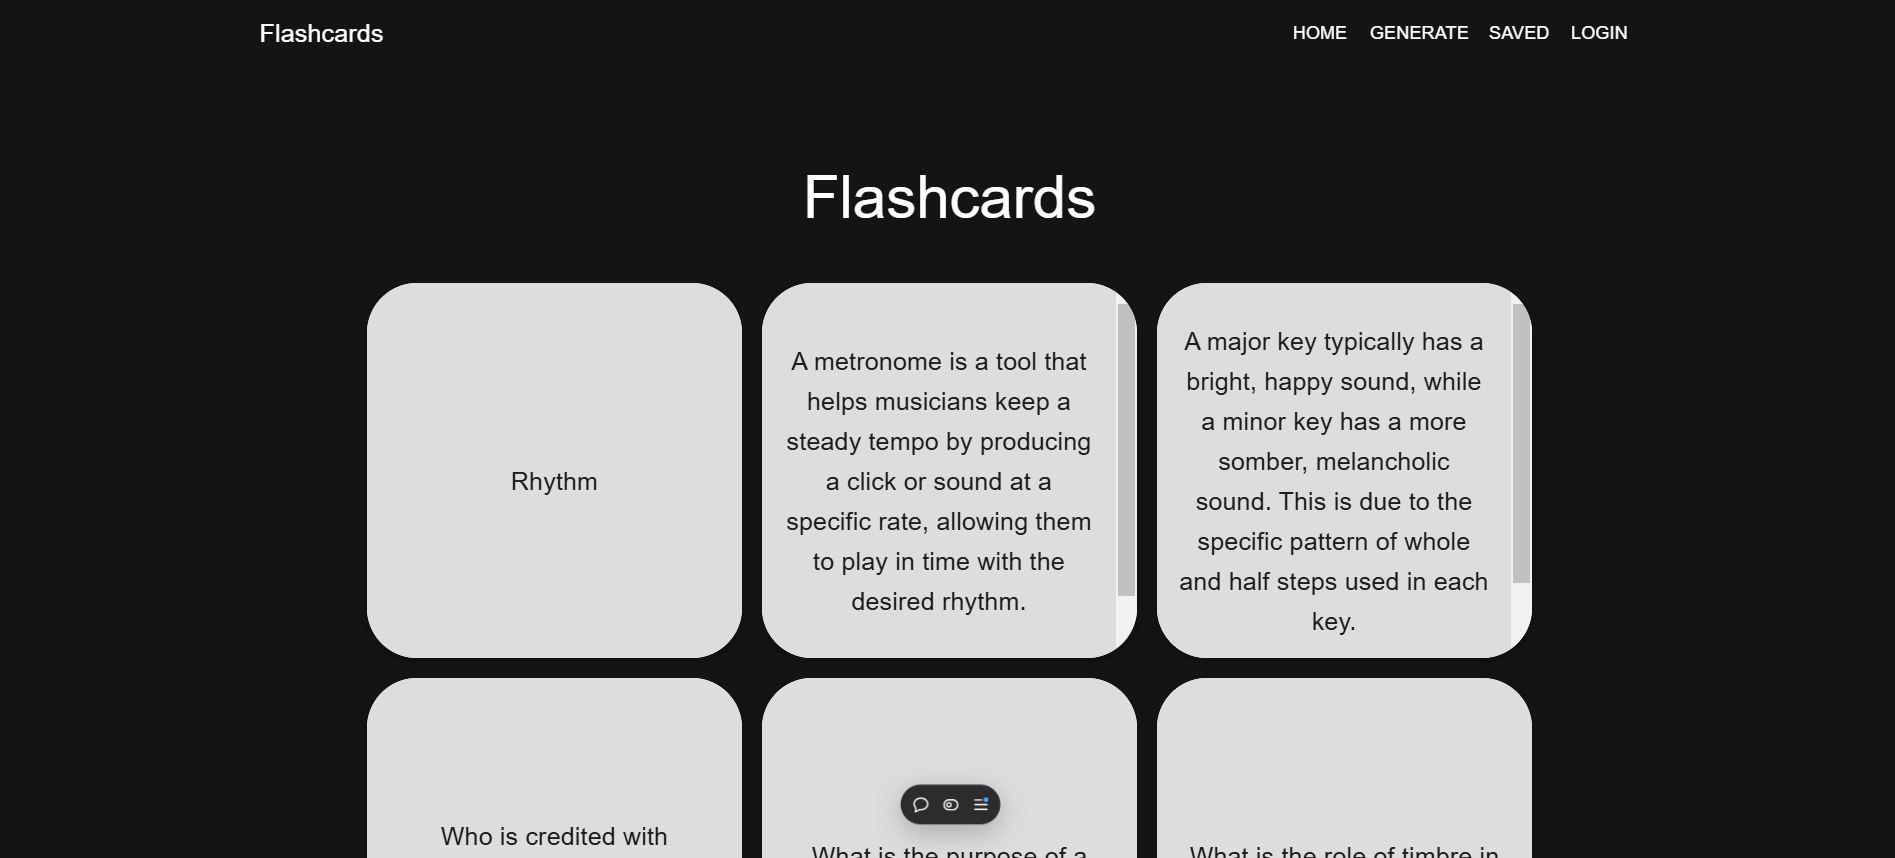 Flashcards
HOME GENERATE SAVED LOGIN
Flashcards
Rhythm
A metronome is a tool that
helps musicians keep a
steady tempo by producing
a click or sound at a
specific rate, allowing them
to play in time with the
desired rhythm.
A major key typically has a
bright, happy sound, while
a minor key has a more
somber, melancholic
sound. This is due to the
specific pattern of whole
and half steps used in each
key.
Who is credited with
What is the purpose of a
What is the role of timbre in